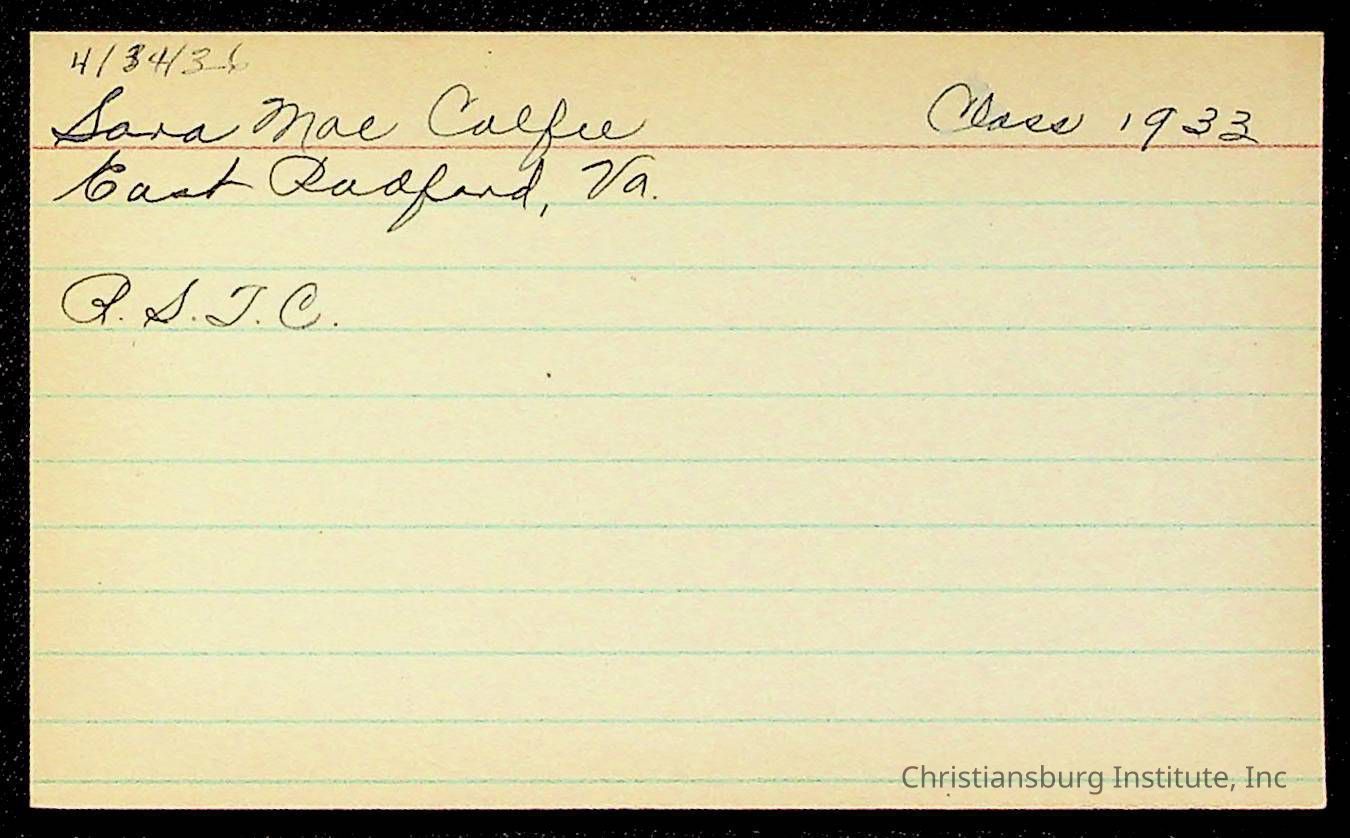 4/34/36
Sara Mae Calfee Class 1933
East Radford, Va.
R. S. T. C.
Christiansburg Institute, Inc